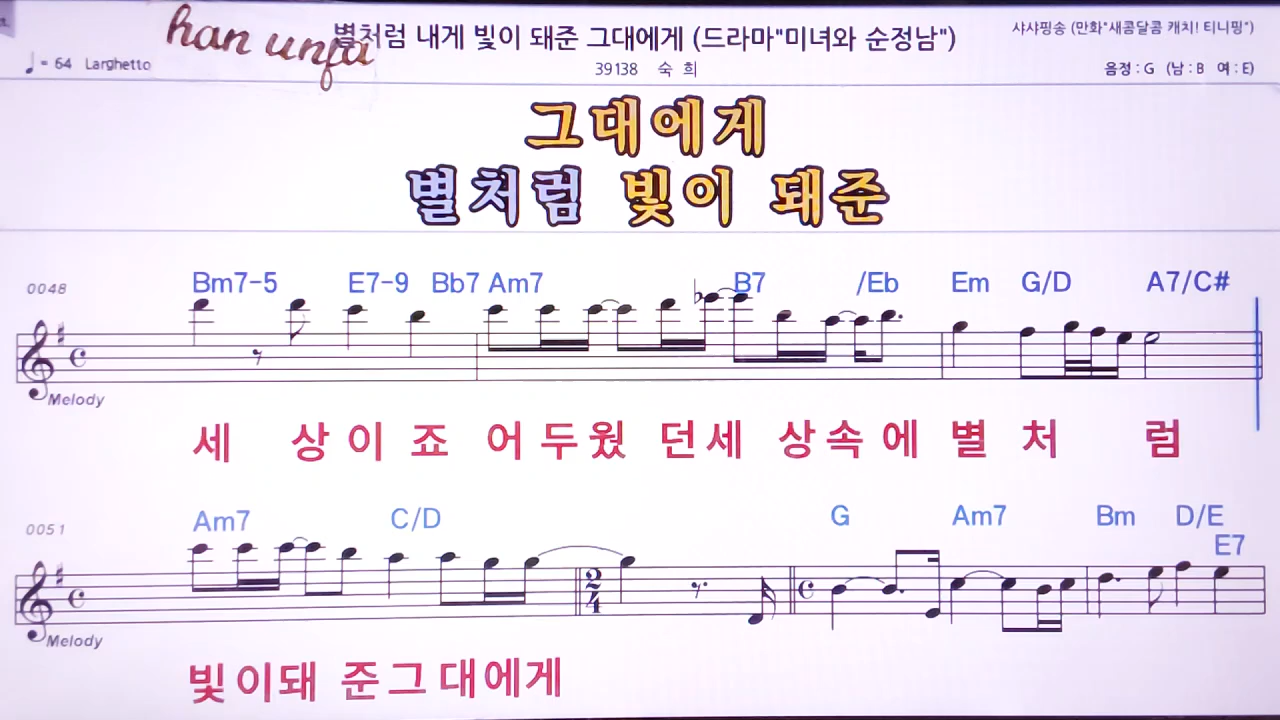 han unfa
별처럼 내게 빛이 돼준 그대에게 (드라마"미녀와 순정남")
샤샤핑송 (만화"새콤달콤 캐치! 티니핑")
♩ = 64 Larghetto
39138 숙 희
음정 : G (남 : B 여 : E)
그대에게
별처럼 빛이 돼준
0048
Bm7-5 E7-9 Bb7 Am7 B7 /Eb Em G/D A7/C#
Melody
세 상 이 죠 어 두 웠 던 세 상 속 에 별 처 럼
0051
Am7 C/D G Am7 Bm D/E
E7
2
4
Melody
빛 이 돼 준 그 대 에 게